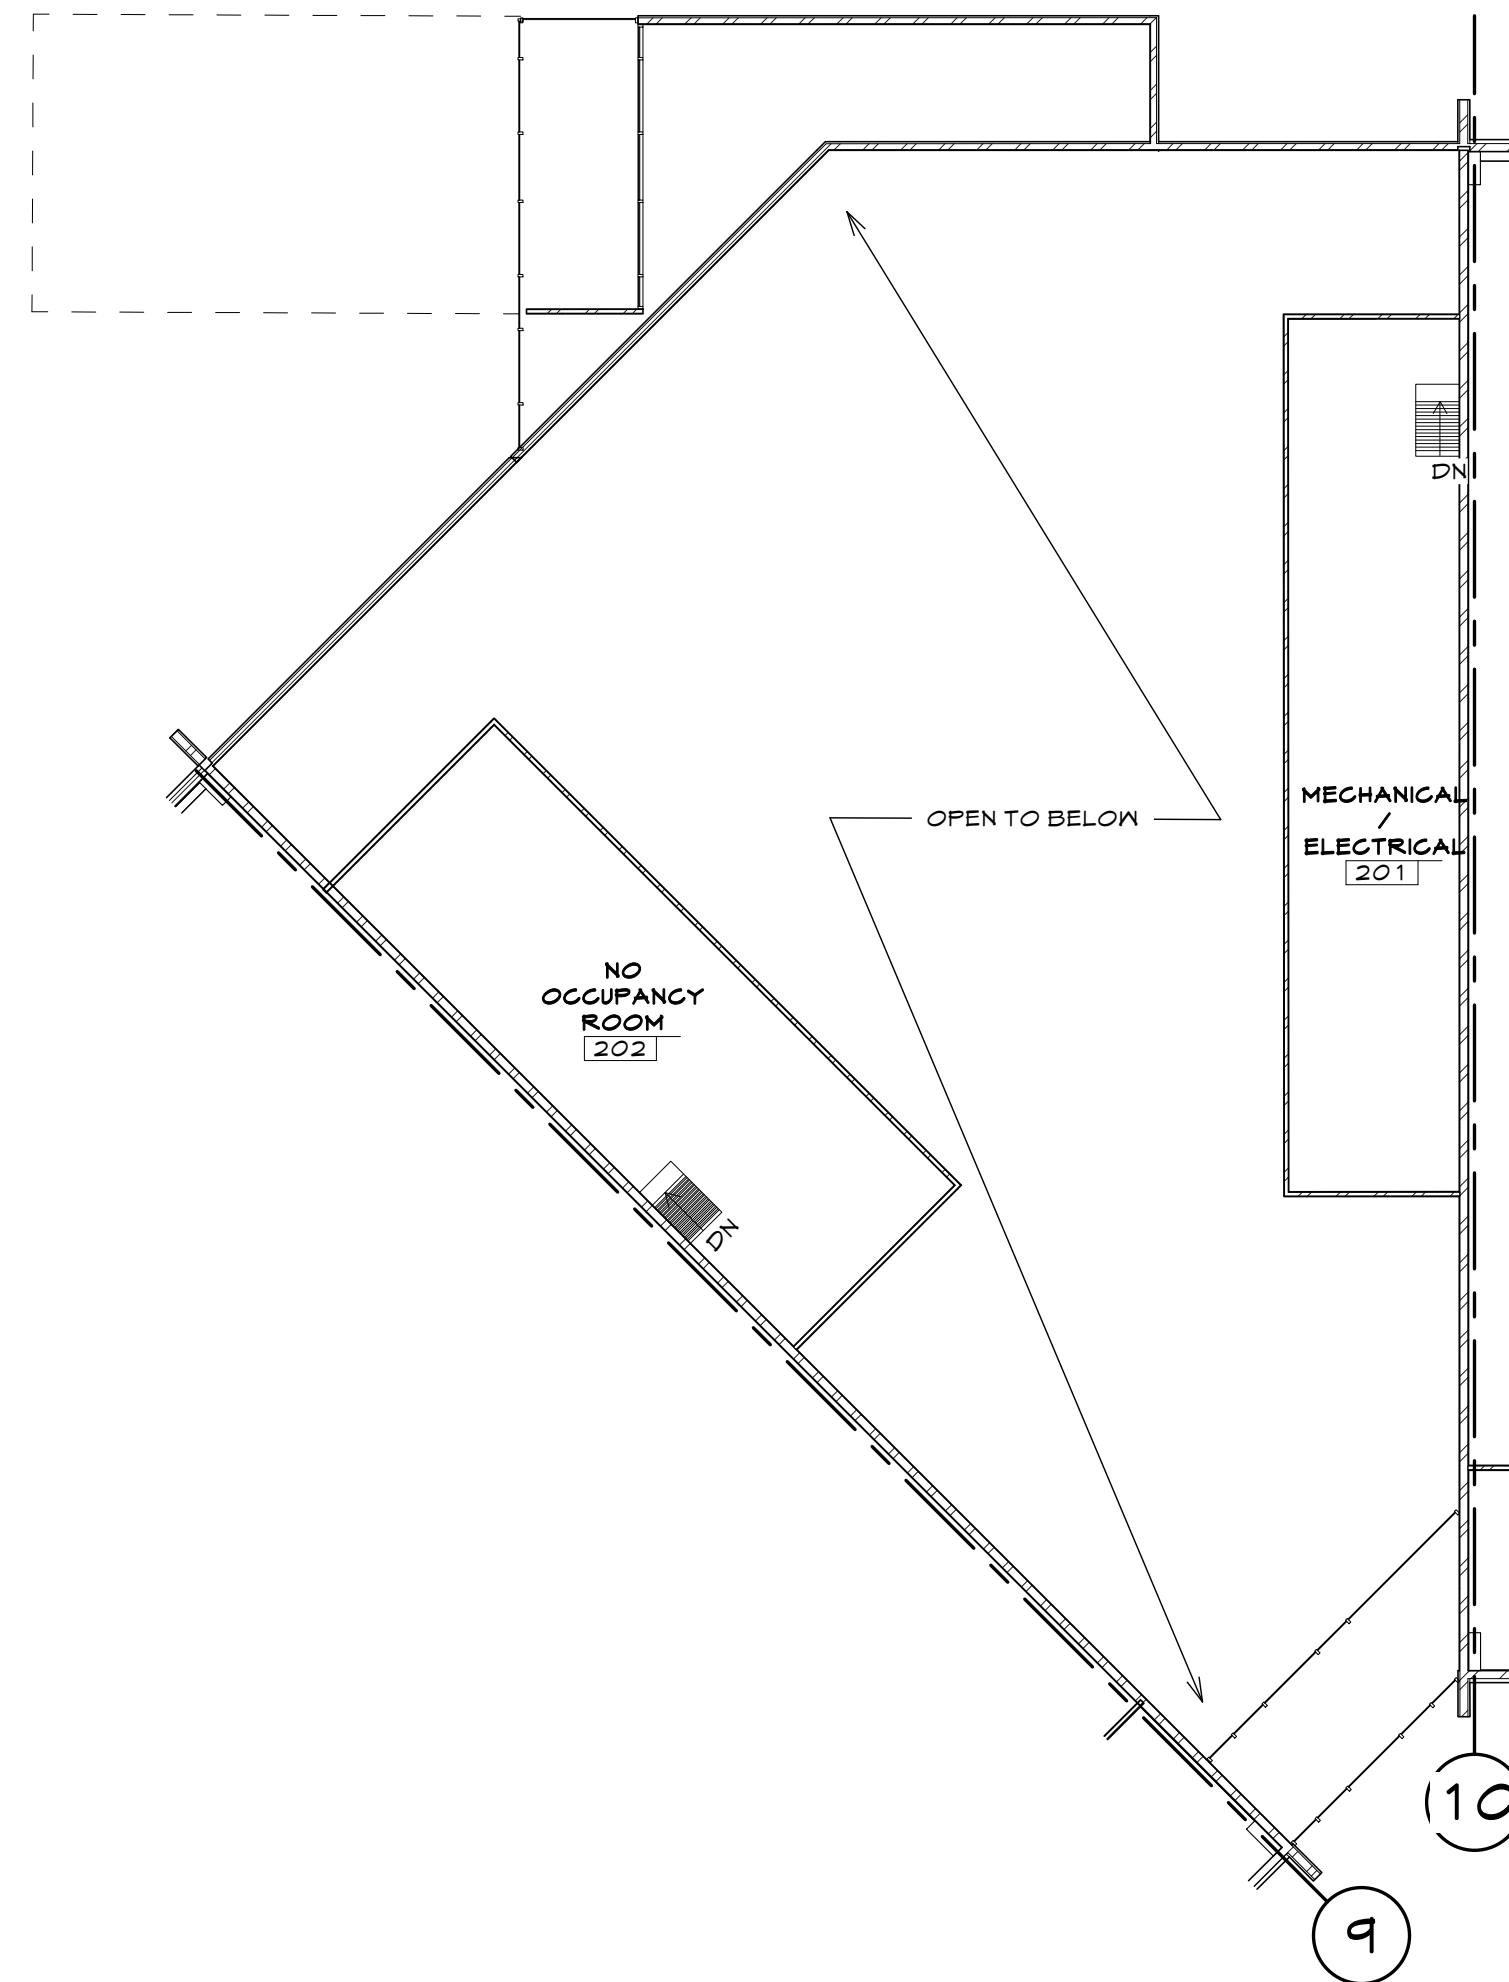 DN
MECHANICAL
/
ELECTRICAL
201
OPEN TO BELOW
NO
OCCUPANCY
ROOM
202
DN
10
9